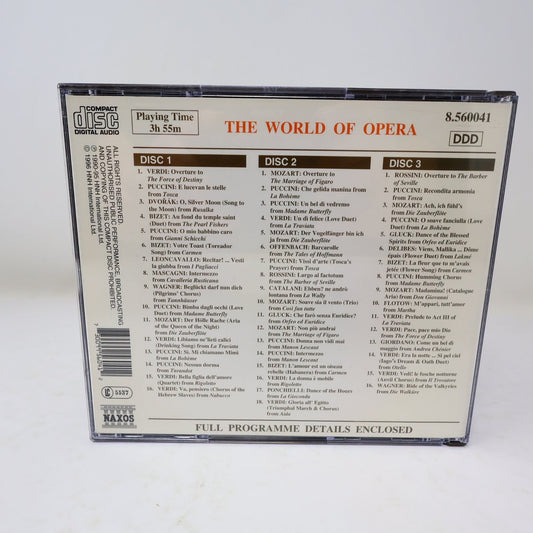 COMPACT
disc
DIGITAL AUDIO
Playing Time
3h 55m
THE WORLD OF OPERA
8.560041
DDD
ALL RIGHTS RESERVED.
UNAUTHORISED PUBLIC
PERFORMANCE, BROADCASTING
AND COPYING OF THIS
COMPACT DISC PROHIBITED.
℗ 1990-95 HNH International Ltd.
© 1996 HNH International Ltd.
DISC 1
1. VERDI: Overture to
The Force of Destiny
2. PUCCINI: E lucevan le stelle
from Tosca
3. DVOŘÁK: O, Silver Moon (Song to
the Moon) from Rusalka
4. BIZET: Au fond du temple saint
(Duet) from The Pearl Fishers
5. PUCCINI: O mio babbino caro
from Gianni Schicchi
6. BIZET: Votre Toast (Toreador
Song) from Carmen
7. LEONCAVALLO: Recitar! ... Vesti
la giubba from I Pagliacci
8. MASCAGNI: Intermezzo
from Cavalleria Rusticana
9. WAGNER: Beglückt darf nun dich
(Pilgrims' Chorus)
from Tannhäuser
10. PUCCINI: Bimba dagli occhi (Love
Duet) from Madame Butterfly
11. MOZART: Der Hölle Rache (Aria
of the Queen of the Night)
from Die Zauberflöte
12. VERDI: Libiamo ne'lieti calici
(Drinking Song) from La Traviata
13. PUCCINI: Sì, Mi chiamano Mimì
from La Bohème
14. PUCCINI: Nessun dorma
from Turandot
15. VERDI: Bella figlia dell'amore
(Quartet) from Rigoletto
16. VERDI: Va, pensiero (Chorus of the
Hebrew Slaves) from Nabucco
DISC 2
1. MOZART: Overture to
The Marriage of Figaro
2. PUCCINI: Che gelida manina from
La Bohème
3. PUCCINI: Un bel dì vedremo
from Madame Butterfly
4. VERDI: Un dì felice (Love Duet)
from La Traviata
5. MOZART: Der Vogelfänger bin ich
ja from Die Zauberflöte
6. OFFENBACH: Barcarolle
from The Tales of Hoffmann
7. PUCCINI: Vissi d'arte (Tosca's
Prayer) from Tosca
8. ROSSINI: Largo al factotum
from The Barber of Seville
9. CATALANI: Ebben? ne andrò
lontana from La Wally
10. MOZART: Soave sia il vento (Trio)
from Così fan tutte
11. GLUCK: Che farò senza Euridice?
from Orfeo ed Euridice
12. MOZART: Non più andrai
from The Marriage of Figaro
13. PUCCINI: Donna non vidi mai
from Manon Lescaut
14. PUCCINI: Intermezzo
from Manon Lescaut
15. BIZET: L'amour est un oiseau
rebelle (Habanera) from Carmen
16. VERDI: La donna è mobile
from Rigoletto
17. PONCHIELLI: Dance of the Hours
from La Gioconda
18. VERDI: Gloria all' Egitto
(Triumphal March & Chorus)
from Aida
DISC 3
1. ROSSINI: Overture to The Barber
of Seville
2. PUCCINI: Recondita armonia
from Tosca
3. MOZART: Ach, ich fühl's
from Die Zauberflöte
4. PUCCINI: O soave fanciulla (Love
Duet) from La Bohème
5. GLUCK: Dance of the Blessed
Spirits from Orfeo ed Euridice
6. DELIBES: Viens, Mallika ... Dôme
épais (Flower Duet) from Lakmé
7. BIZET: La fleur que tu m'avais
jetée (Flower Song) from Carmen
8. PUCCINI: Humming Chorus
from Madame Butterfly
9. MOZART: Madamina! (Catalogue
Aria) from Don Giovanni
10. FLOTOW: M'appari, tutt'amor
from Martha
11. VERDI: Prelude to Act III of
La Traviata
12. VERDI: Pace, pace mio Dio
from The Force of Destiny
13. GIORDANO: Come un bel dì
di maggio from Andrea Chénier
14. VERDI: Era la notte ... Sì pel ciel
(Iago's Dream & Oath Duet)
from Otello
15. VERDI: Vedi! le fosche notturne
(Anvil Chorus) from Il Trovatore
16. WAGNER: Ride of the Valkyries
from Die Walküre
5537
NAXOS
FULL PROGRAMME DETAILS ENCLOSED